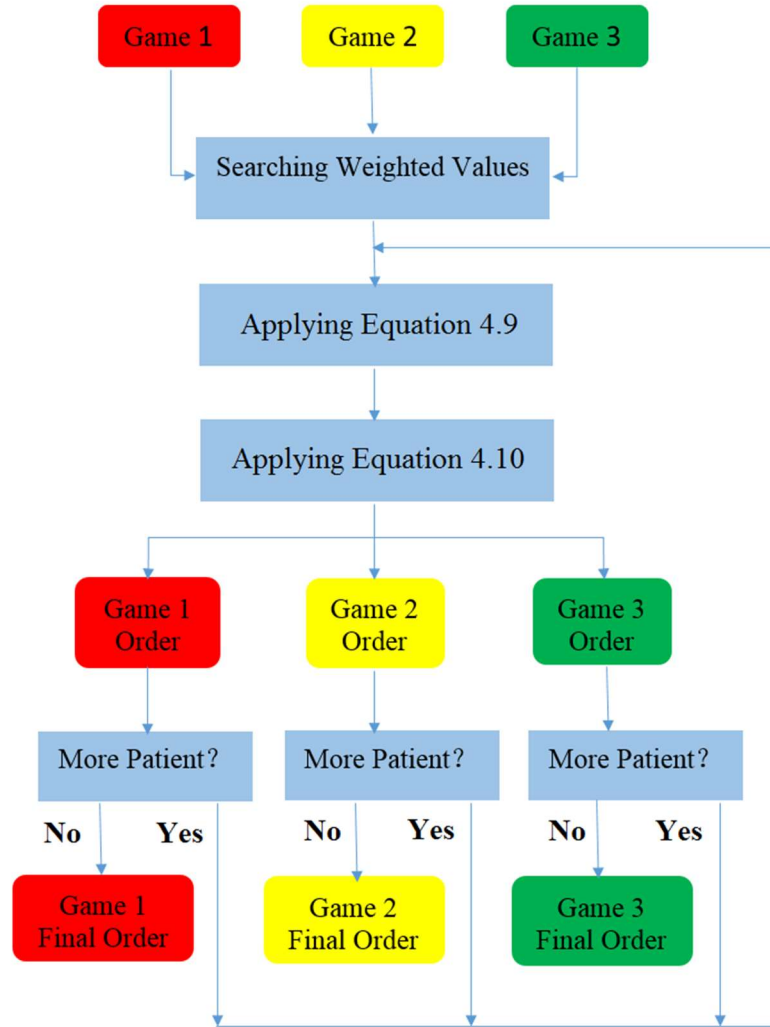 Game 1
Game 2
Game 3
Searching Weighted Values
Applying Equation 4.9
Applying Equation 4.10
Game 1
Order
Game 2
Order
Game 3
Order
More Patient?
More Patient?
More Patient?
No
Yes
No
Yes
No
Yes
Game 1
Final Order
Game 2
Final Order
Game 3
Final Order